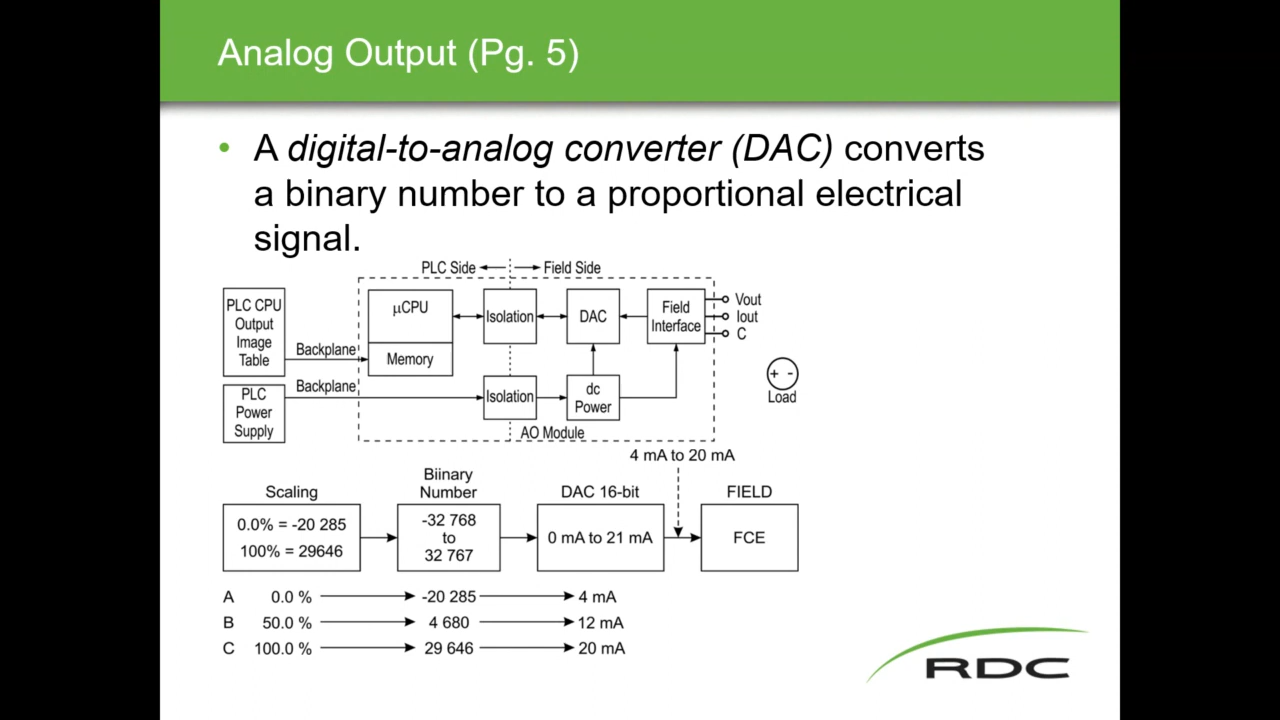 Analog Output (Pg. 5)
• A digital-to-analog converter (DAC) converts
a binary number to a proportional electrical
signal.
PLC Side Field Side
PLC CPU
Output
Image
Table
Backplane
µCPU
Memory
Isolation
DAC
Field
Interface
Vout
Iout
C
PLC
Power
Supply
Backplane
Isolation
dc
Power
AO Module
+ -
Load
4 mA to 20 mA
Scaling
0.0% = -20 285
100% = 29646
Biinary
Number
-32 768
to
32 767
DAC 16-bit
0 mA to 21 mA
FIELD
FCE
A 0.0 % -20 285 4 mA
B 50.0 % 4 680 12 mA
C 100.0 % 29 646 20 mA
RDC